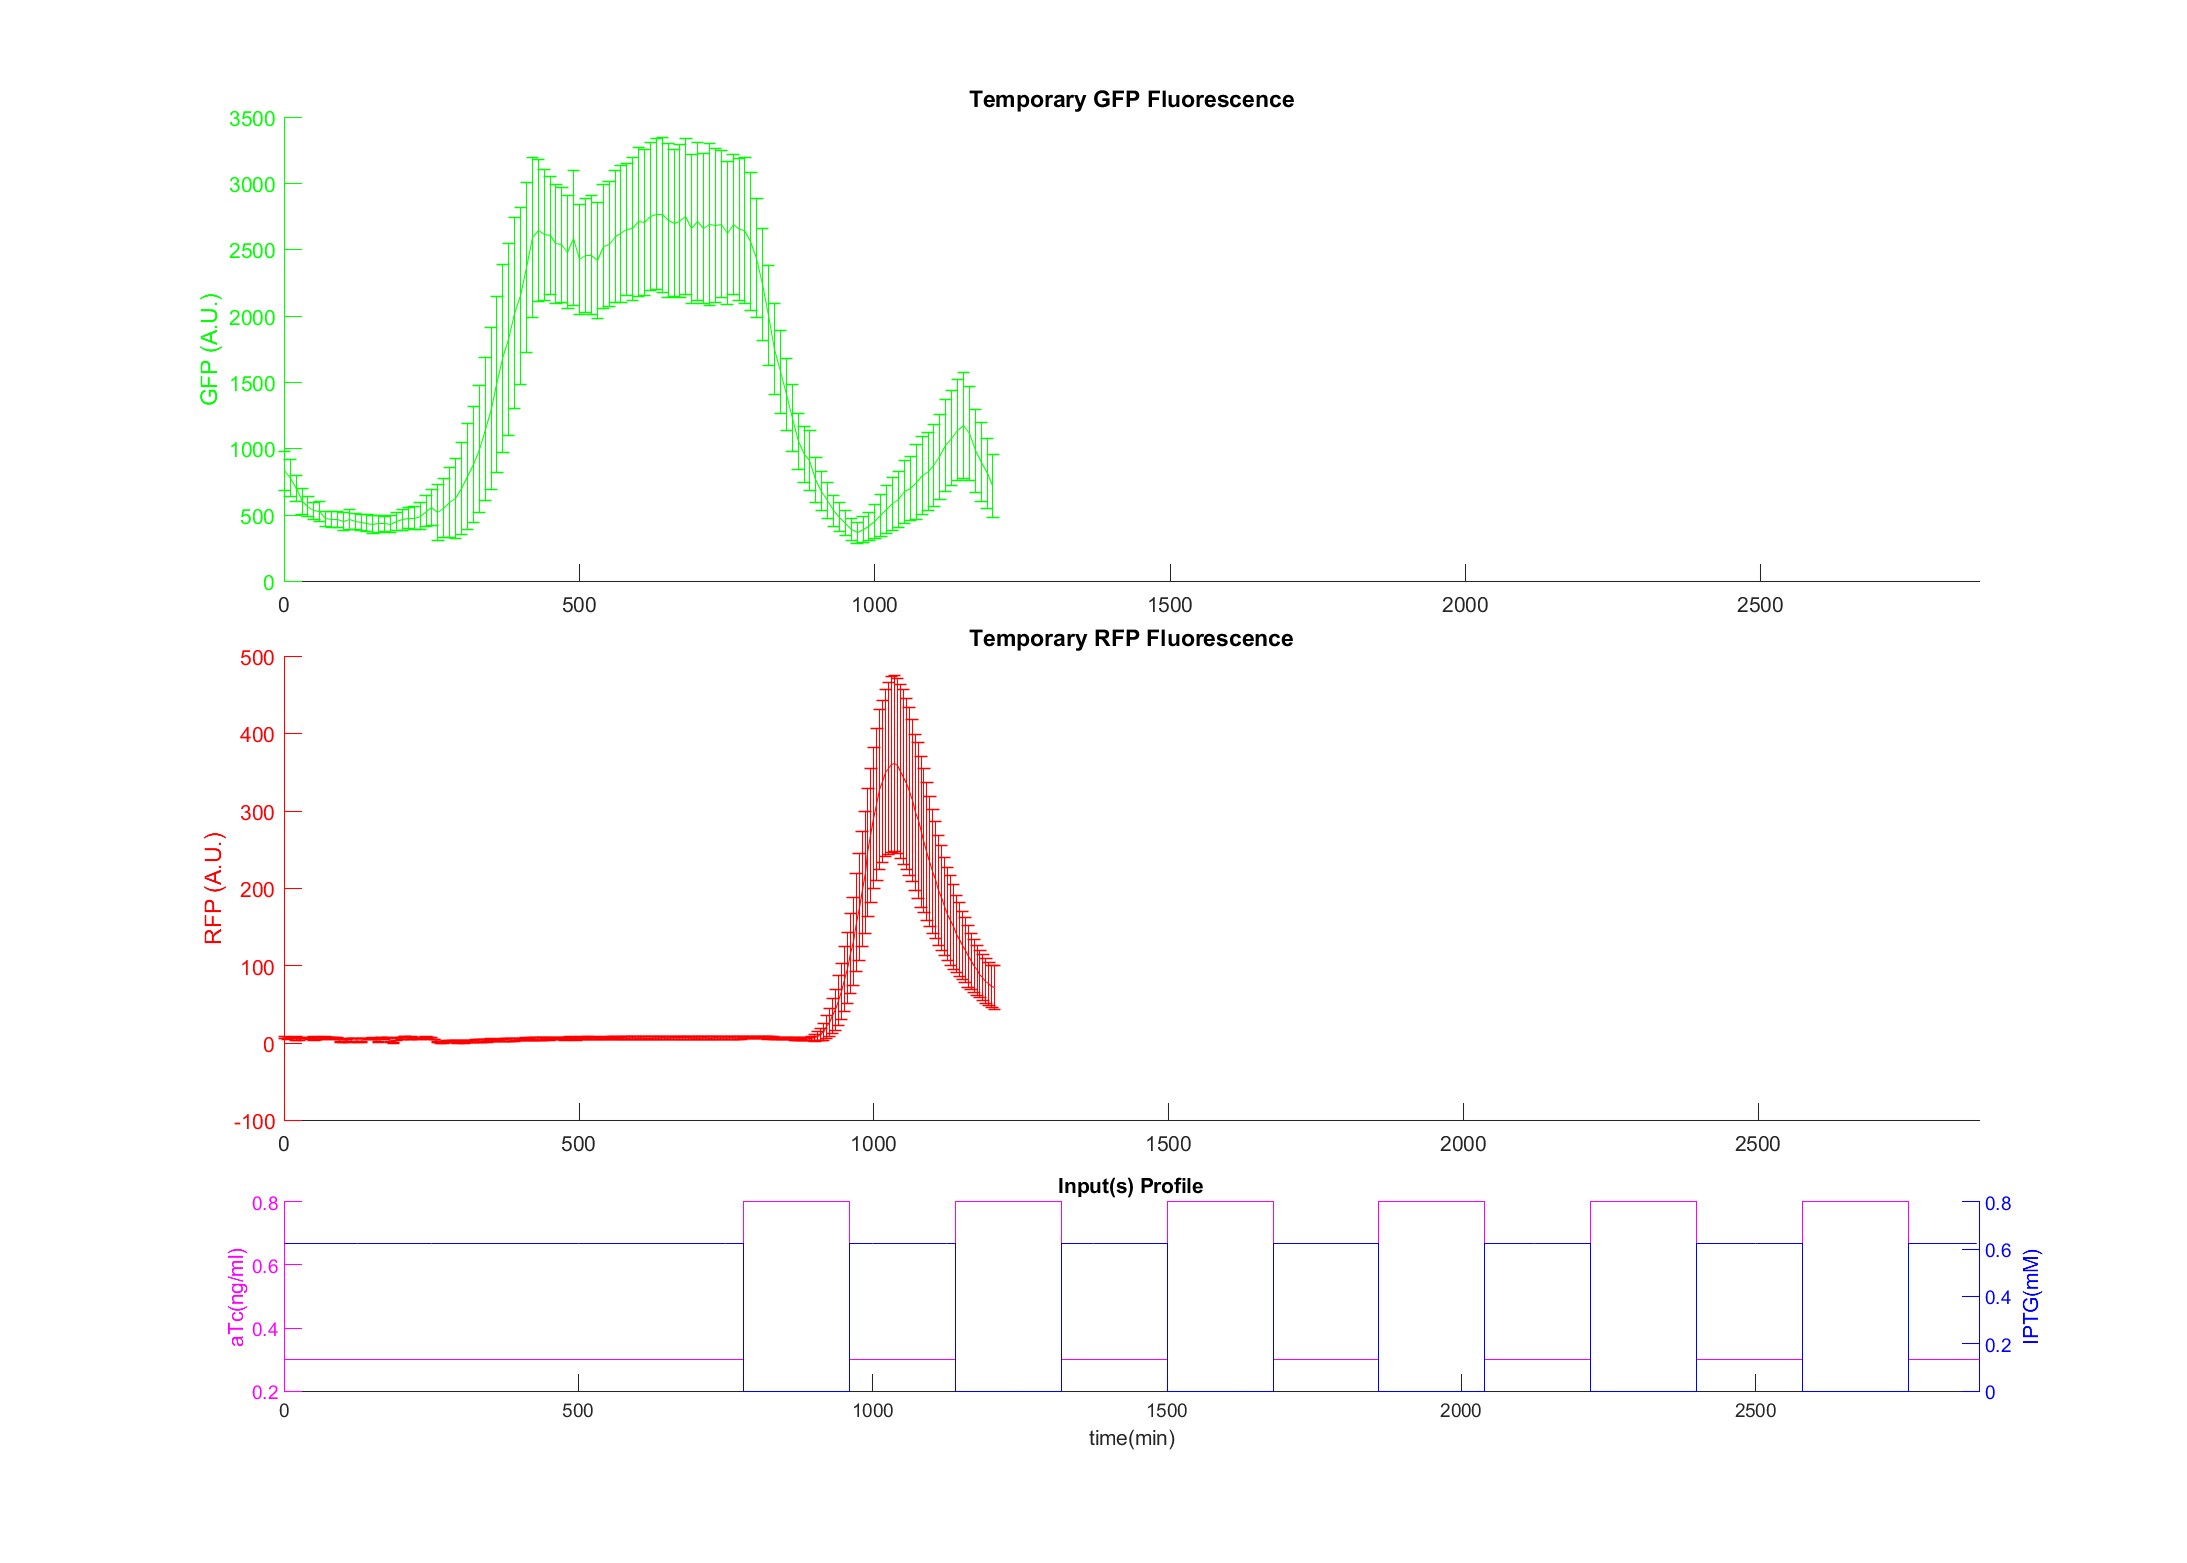 Temporary GFP Fluorescence
3500
3000
2500
2000
1500
1000
500
0
GFP (A.U.)
0 500 1000 1500 2000 2500
Temporary RFP Fluorescence
500
400
300
200
100
0
-100
RFP (A.U.)
0 500 1000 1500 2000 2500
Input(s) Profile
0.8
0.6
0.4
0.2
aTc(ng/ml)
0.8
0.6
0.4
0.2
0
IPTG(mM)
0 500 1000 1500 2000 2500
time(min)